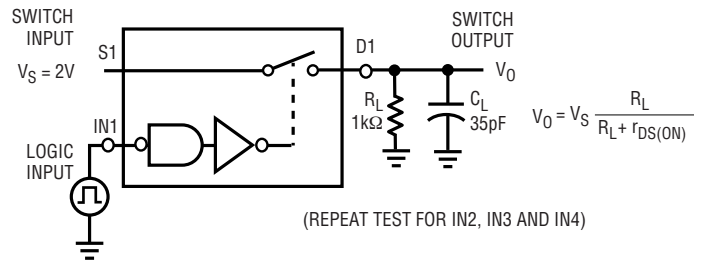 SWITCH
INPUT
S1
V_S = 2V
IN1
LOGIC
INPUT
D1
SWITCH
OUTPUT
V_O
R_L
1kΩ
C_L
35pF
V_O = V_S R_L / (R_L + r_DS(ON))
(REPEAT TEST FOR IN2, IN3 AND IN4)